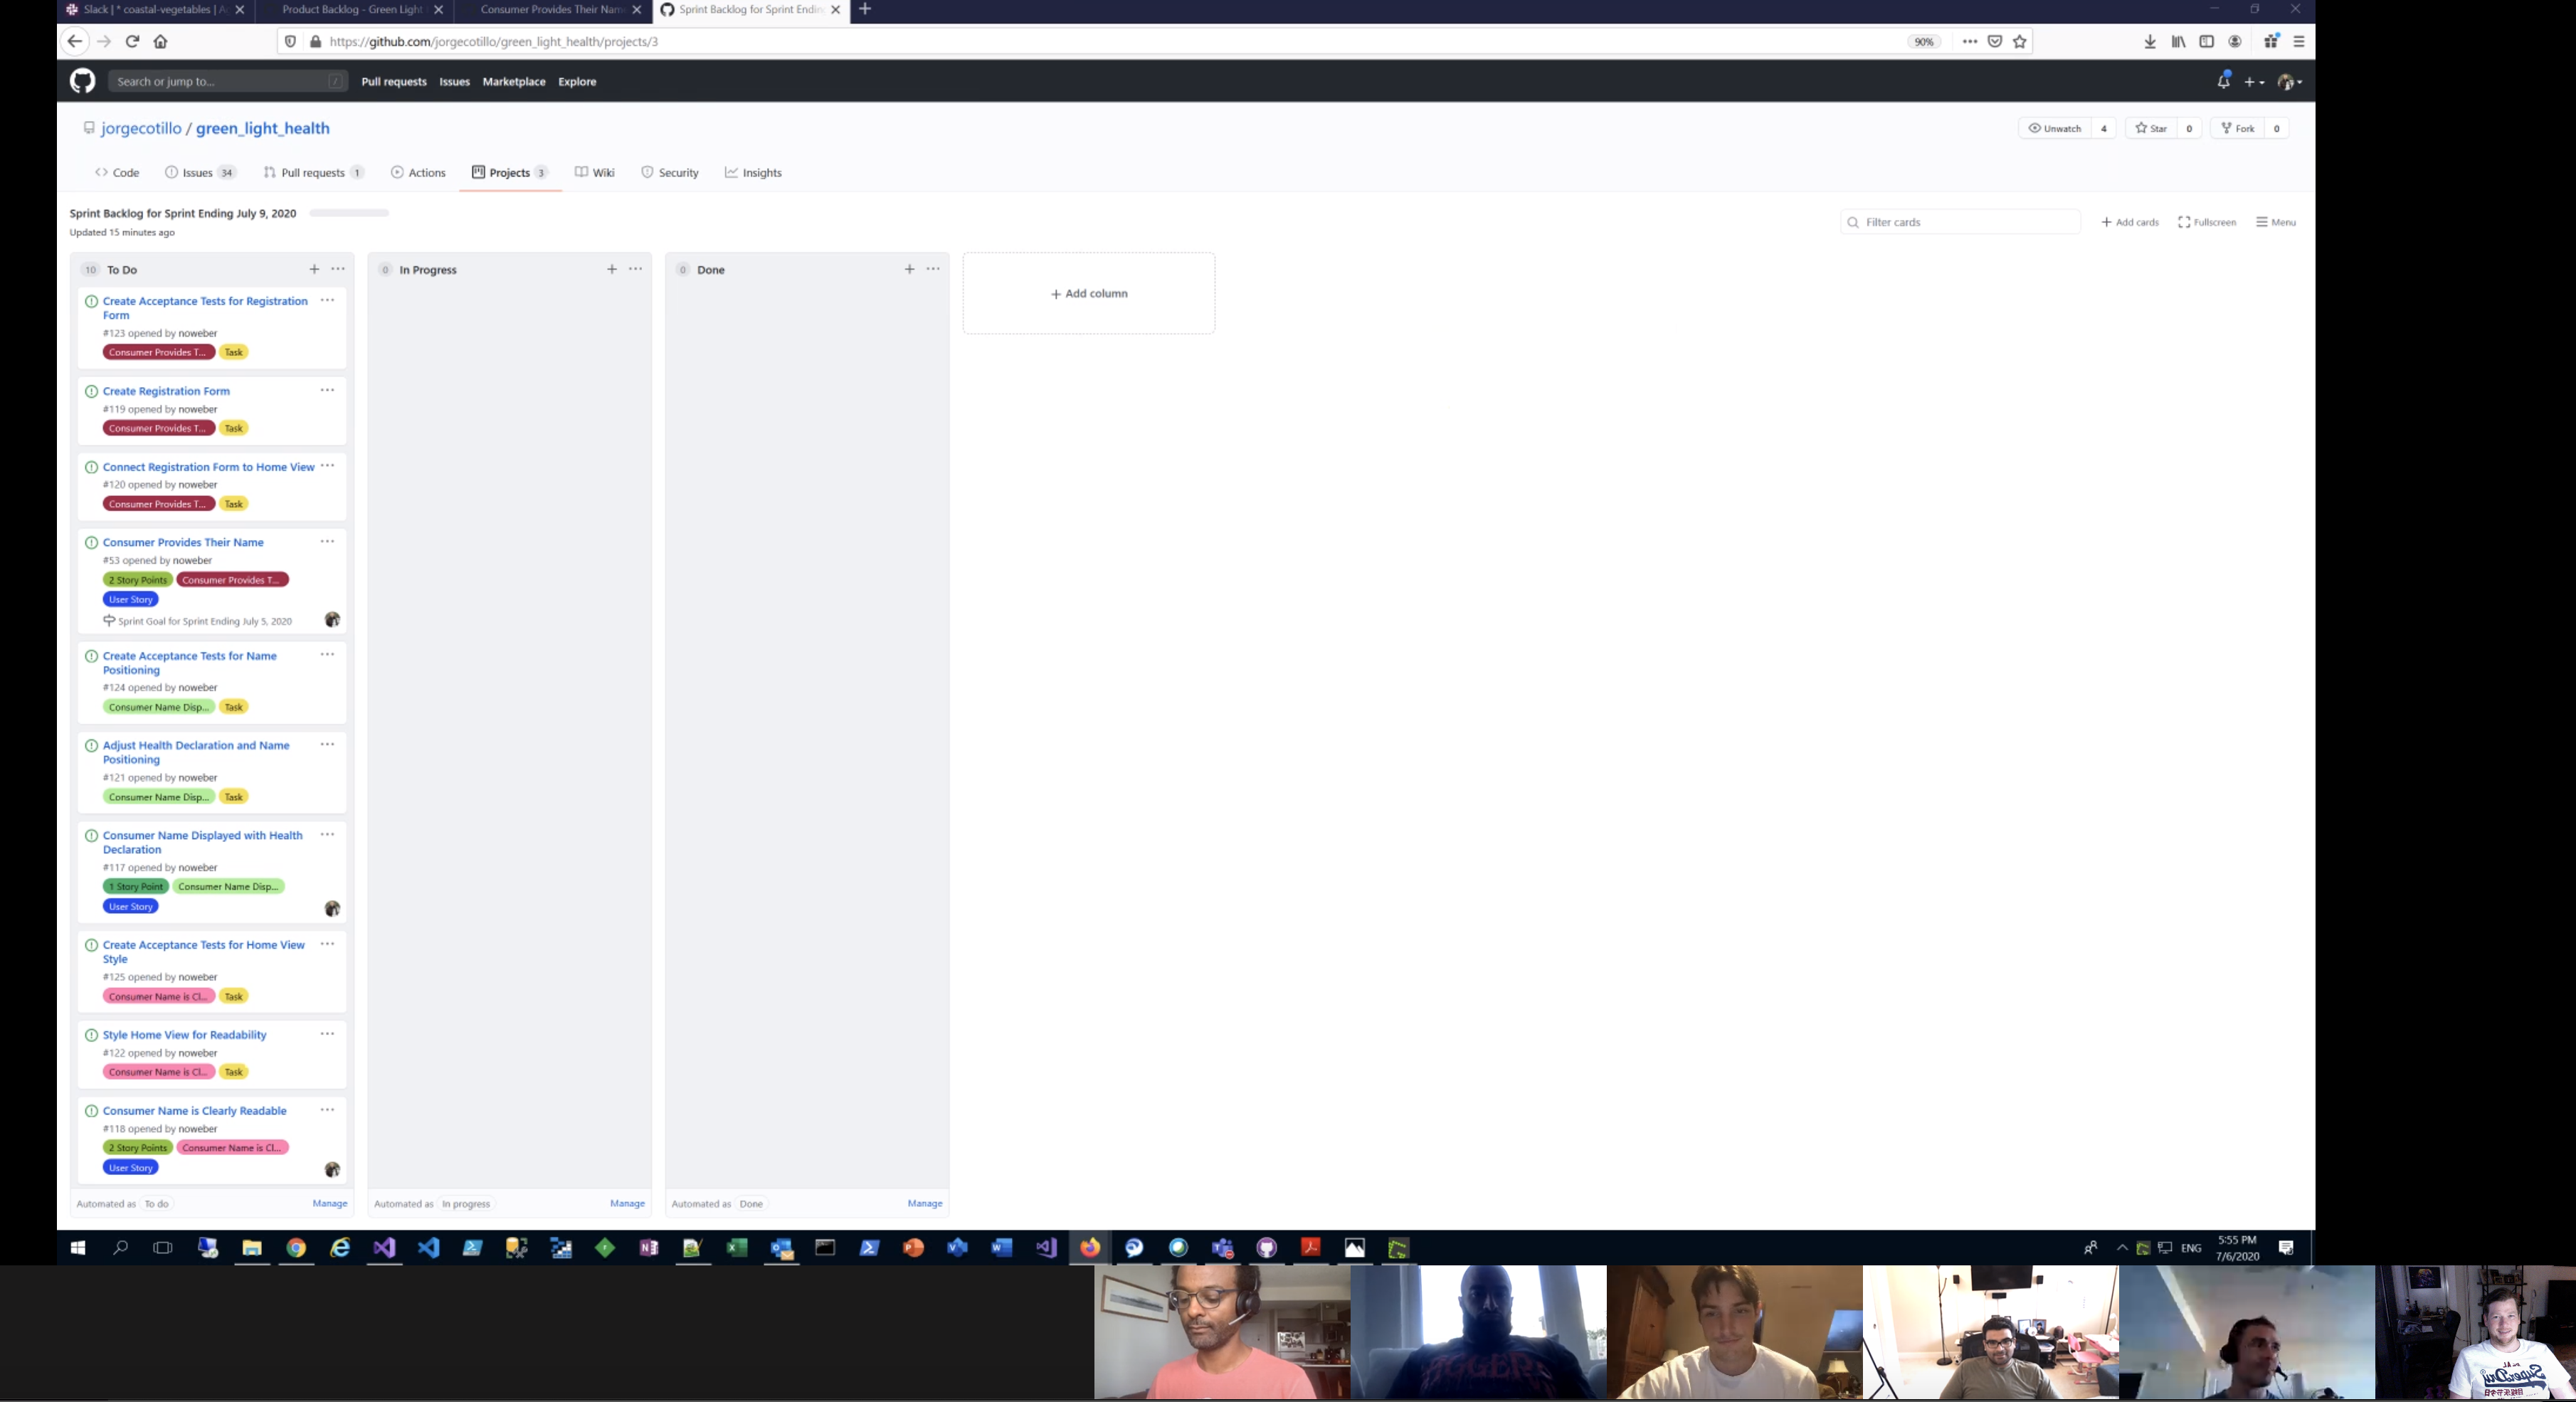 Slack | * coastal-vegetables | A
Product Backlog - Green Light
Consumer Provides Their Nam
Sprint Backlog for Sprint Endin
https://github.com/jorgecotillo/green_light_health/projects/3
90%
Search or jump to...
/
Pull requests
Issues
Marketplace
Explore
jorgecotillo / green_light_health
Unwatch 4
Star 0
Fork 0
Code
Issues 34
Pull requests 1
Actions
Projects 3
Wiki
Security
Insights
Sprint Backlog for Sprint Ending July 9, 2020
Updated 15 minutes ago
Filter cards
Add cards
Fullscreen
Menu
10 To Do
Create Acceptance Tests for Registration
Form
#123 opened by noweber
Consumer Provides T... Task
Create Registration Form
#119 opened by noweber
Consumer Provides T... Task
Connect Registration Form to Home View
#120 opened by noweber
Consumer Provides T... Task
Consumer Provides Their Name
#53 opened by noweber
2 Story Points Consumer Provides T...
User Story
Sprint Goal for Sprint Ending July 5, 2020
Create Acceptance Tests for Name
Positioning
#124 opened by noweber
Consumer Name Disp... Task
Adjust Health Declaration and Name
Positioning
#121 opened by noweber
Consumer Name Disp... Task
Consumer Name Displayed with Health
Declaration
#117 opened by noweber
1 Story Point Consumer Name Disp...
User Story
Create Acceptance Tests for Home View
Style
#125 opened by noweber
Consumer Name is Cl... Task
Style Home View for Readability
#122 opened by noweber
Consumer Name is Cl... Task
Consumer Name is Clearly Readable
#118 opened by noweber
2 Story Points Consumer Name is Cl...
User Story
Automated as To do
Manage
0 In Progress
Automated as In progress
Manage
0 Done
Automated as Done
Manage
+ Add column
ENG
5:55 PM
7/6/2020